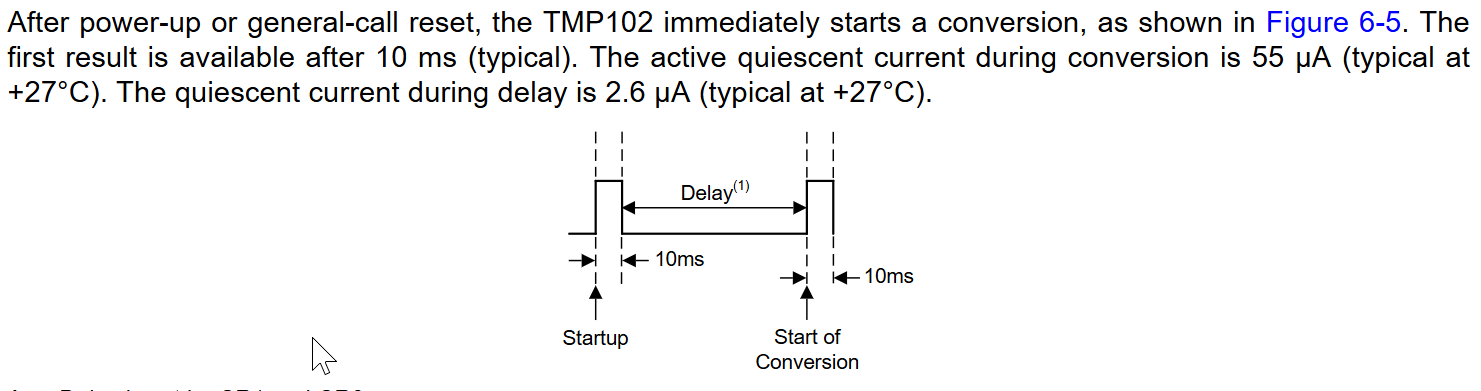 After power-up or general-call reset, the TMP102 immediately starts a conversion, as shown in Figure 6-5. The
first result is available after 10 ms (typical). The active quiescent current during conversion is 55 µA (typical at
+27°C). The quiescent current during delay is 2.6 µA (typical at +27°C).
Delay(1)
10ms
10ms
Startup
Start of
Conversion